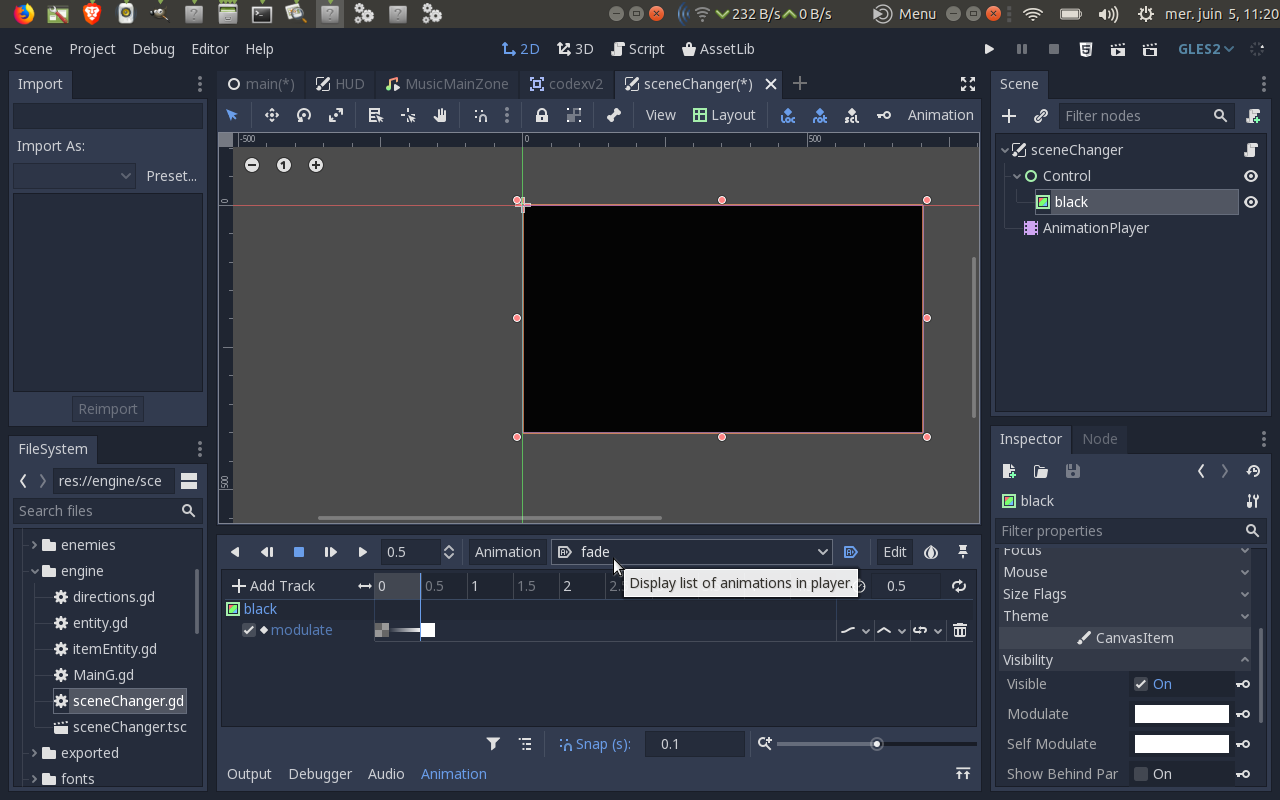 232 B/s 0 B/s Menu mer. juin 5, 11:20
Scene Project Debug Editor Help 2D 3D Script AssetLib GLES2
Import main(*) HUD MusicMainZone codexv2 sceneChanger(*) Scene
View Layout Loc rot scl Animation Filter nodes
Import As:
Preset...
-500 0 500
1
0
500
sceneChanger
Control
black
AnimationPlayer
Reimport
FileSystem
res://engine/sce
Search files
enemies
engine
directions.gd
entity.gd
itemEntity.gd
MainG.gd
sceneChanger.gd
sceneChanger.tsc
exported
fonts
0.5 Animation fade Edit
Display list of animations in player.
Add Track 0 0.5 1 1.5 2 2.5 0.5
black
modulate
Snap (s): 0.1
Output Debugger Audio Animation
Inspector Node
black
Filter properties
Focus
Mouse
Size Flags
Theme
CanvasItem
Visibility
Visible On
Modulate
Self Modulate
Show Behind Par On